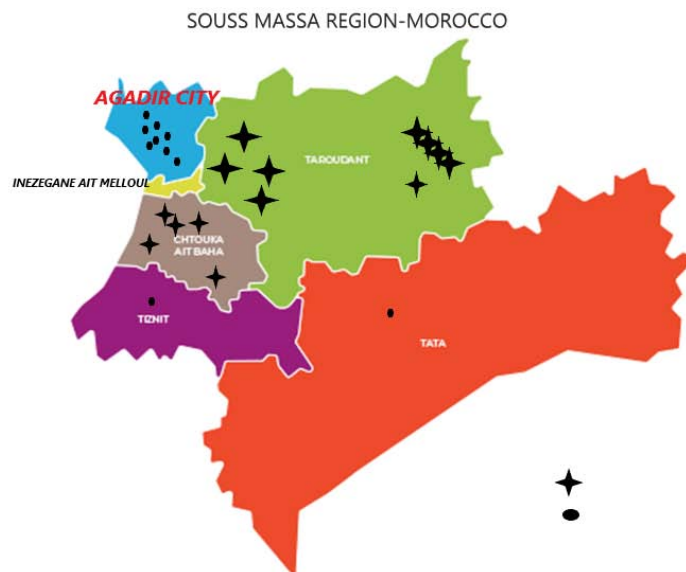 SOUSS MASSA REGION-MOROCCO
AGADIR CITY
TAROUDANT
INEZEGANE AIT MELLOUL
CHTOUKA
AIT BAHA
TIZNIT
TATA